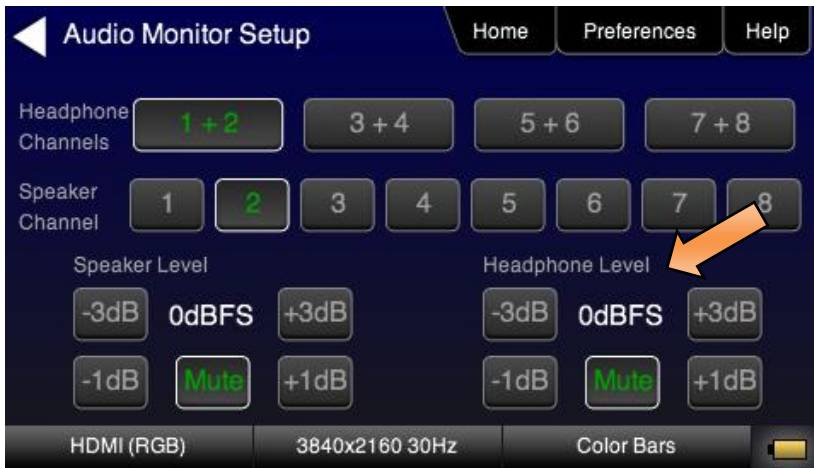 Audio Monitor Setup
Home
Preferences
Help
Headphone
Channels
1 + 2
3 + 4
5 + 6
7 + 8
Speaker
Channel
1
2
3
4
5
6
7
8
Speaker Level
Headphone Level
-3dB
0dBFS
+3dB
-3dB
0dBFS
+3dB
-1dB
Mute
+1dB
-1dB
Mute
+1dB
HDMI (RGB)
3840x2160 30Hz
Color Bars